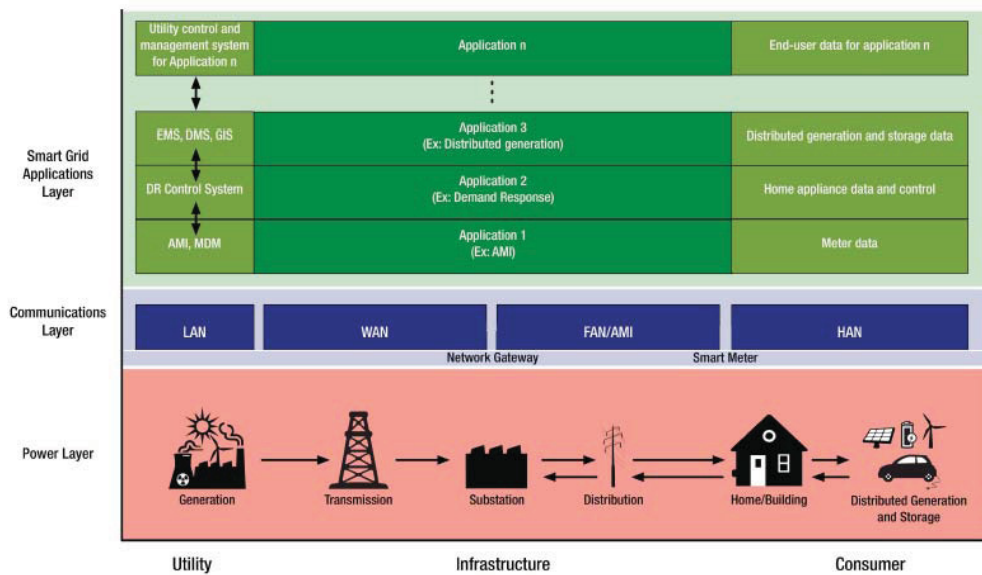 Utility control and
management system
for Application n
Application n
End-user data for application n
Smart Grid
Applications
Layer
EMS, DMS, GIS
Application 3
(Ex: Distributed generation)
Distributed generation and storage data
DR Control System
Application 2
(Ex: Demand Response)
Home appliance data and control
AMI, MDM
Application 1
(Ex: AMI)
Meter data
Communications
Layer
LAN
WAN
FAN/AMI
HAN
Network Gateway
Smart Meter
Power Layer
Generation
Transmission
Substation
Distribution
Home/Building
Distributed Generation
and Storage
Utility
Infrastructure
Consumer